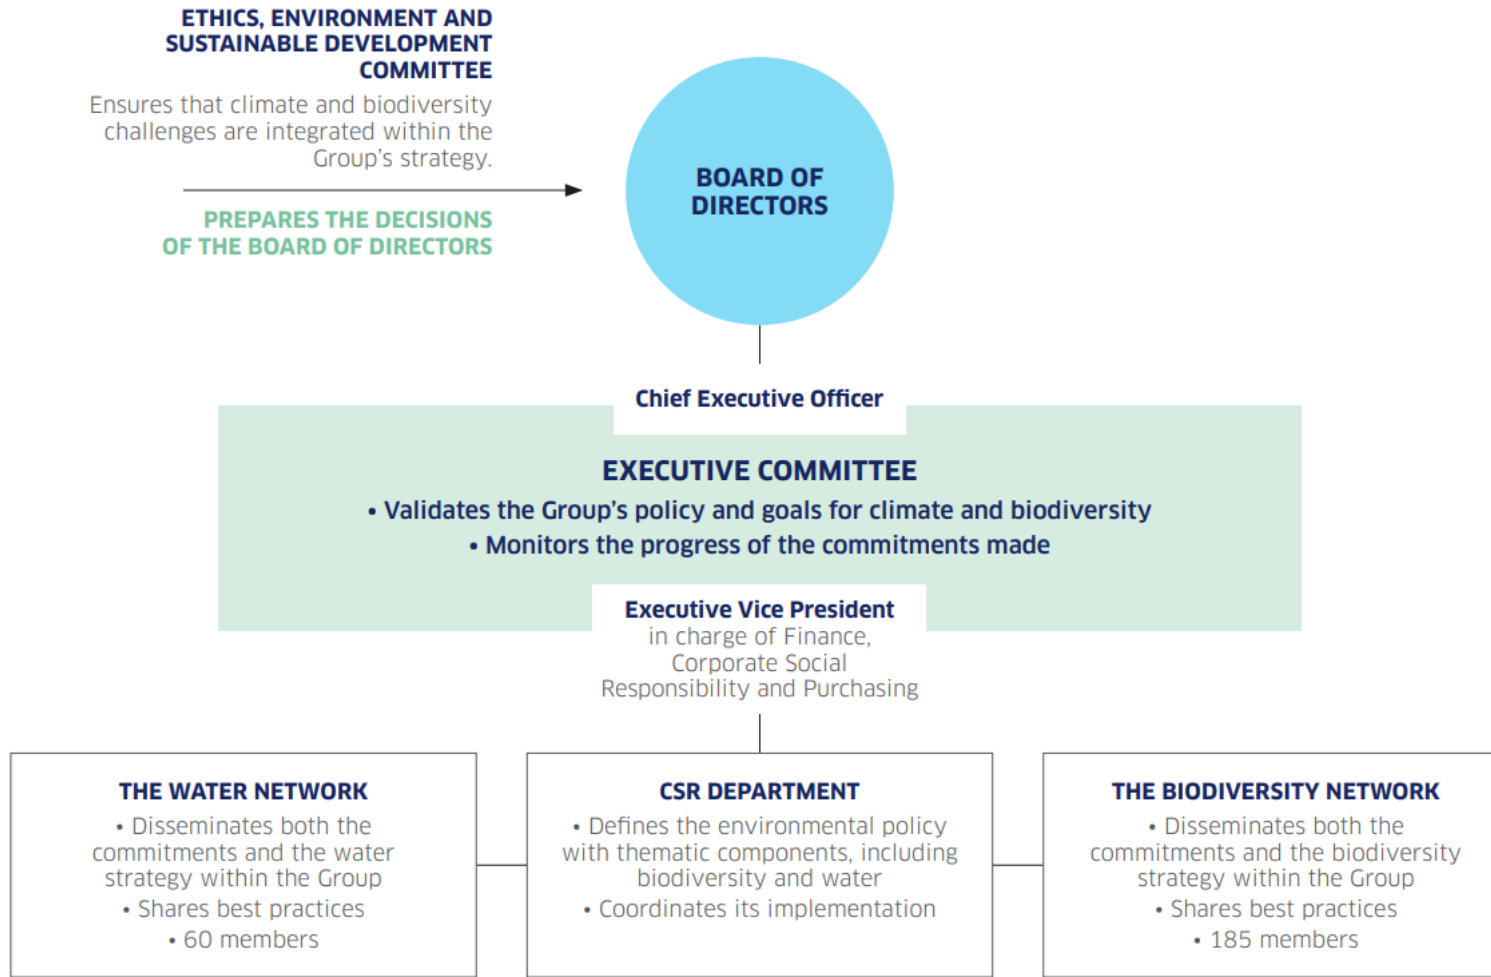 ETHICS, ENVIRONMENT AND
SUSTAINABLE DEVELOPMENT
COMMITTEE
Ensures that climate and biodiversity
challenges are integrated within the
Group's strategy.
PREPARES THE DECISIONS
OF THE BOARD OF DIRECTORS
BOARD OF
DIRECTORS
Chief Executive Officer
EXECUTIVE COMMITTEE
• Validates the Group's policy and goals for climate and biodiversity
• Monitors the progress of the commitments made
Executive Vice President
in charge of Finance,
Corporate Social
Responsibility and Purchasing
THE WATER NETWORK
• Disseminates both the
commitments and the water
strategy within the Group
• Shares best practices
• 60 members
CSR DEPARTMENT
• Defines the environmental policy
with thematic components, including
biodiversity and water
• Coordinates its implementation
THE BIODIVERSITY NETWORK
• Disseminates both the
commitments and the biodiversity
strategy within the Group
• Shares best practices
• 185 members